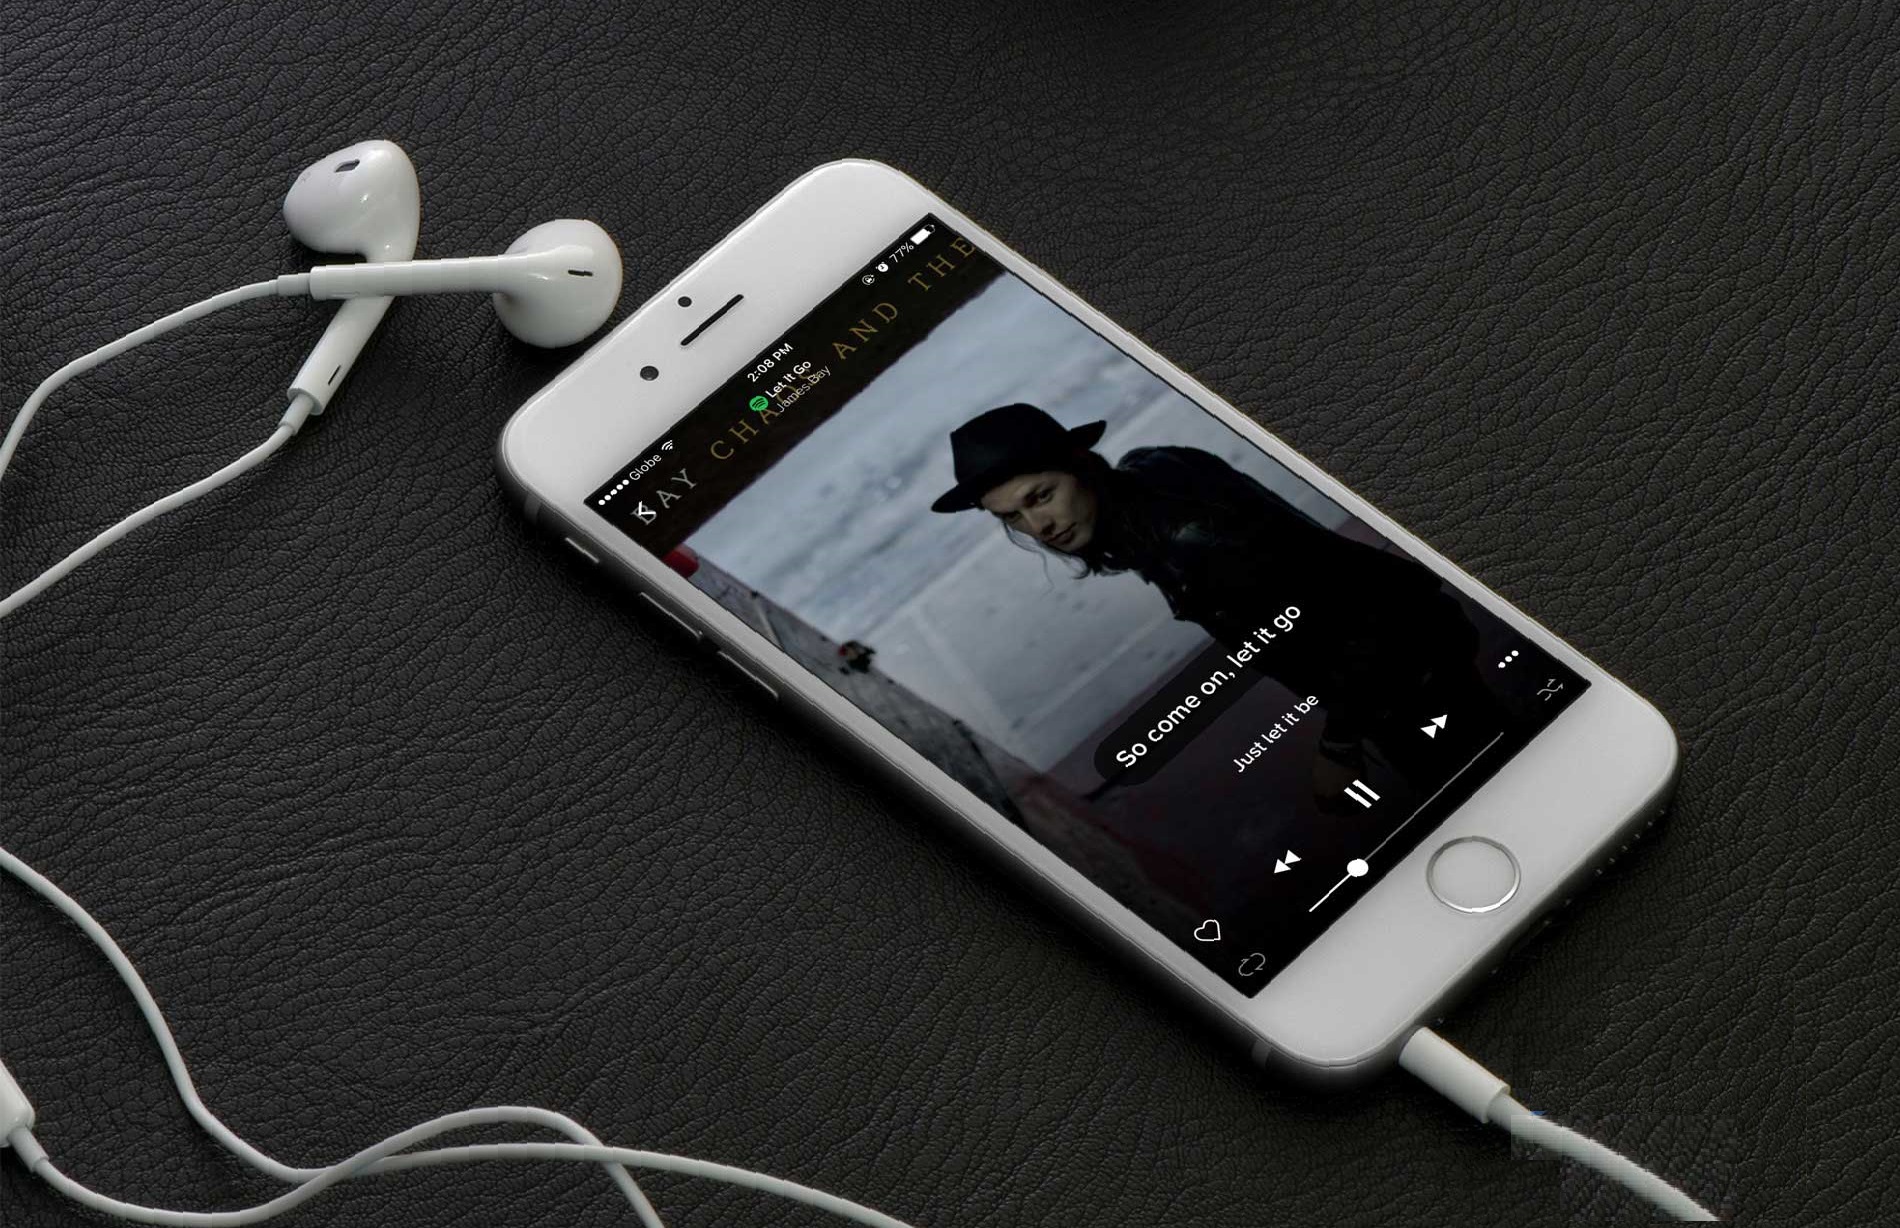 Globe
2:08 PM
77%
Let It Go
James Bay
BAY CHAOS AND THE
So come on, let it go
Just let it be